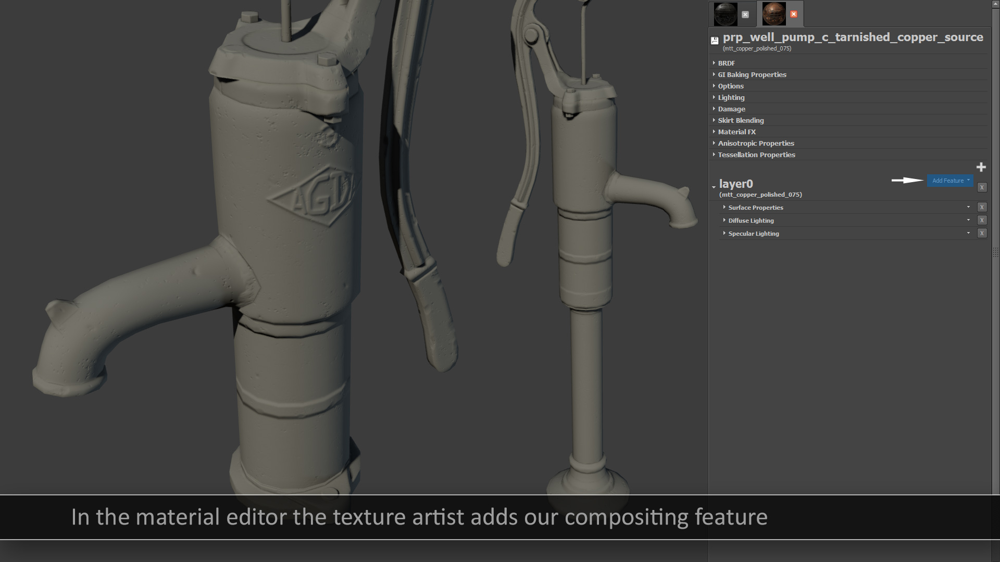 prp_well_pump_c_tarnished_copper_source
(mtt_copper_polished_075)
BRDF
GI Baking Properties
Options
Lighting
Damage
Skirt Blending
Material FX
Anisotropic Properties
Tessellation Properties
Add Feature
layer0
X
(mtt_copper_polished_075)
Surface Properties X
Diffuse Lighting X
Specular Lighting X
In the material editor the texture artist adds our compositing feature